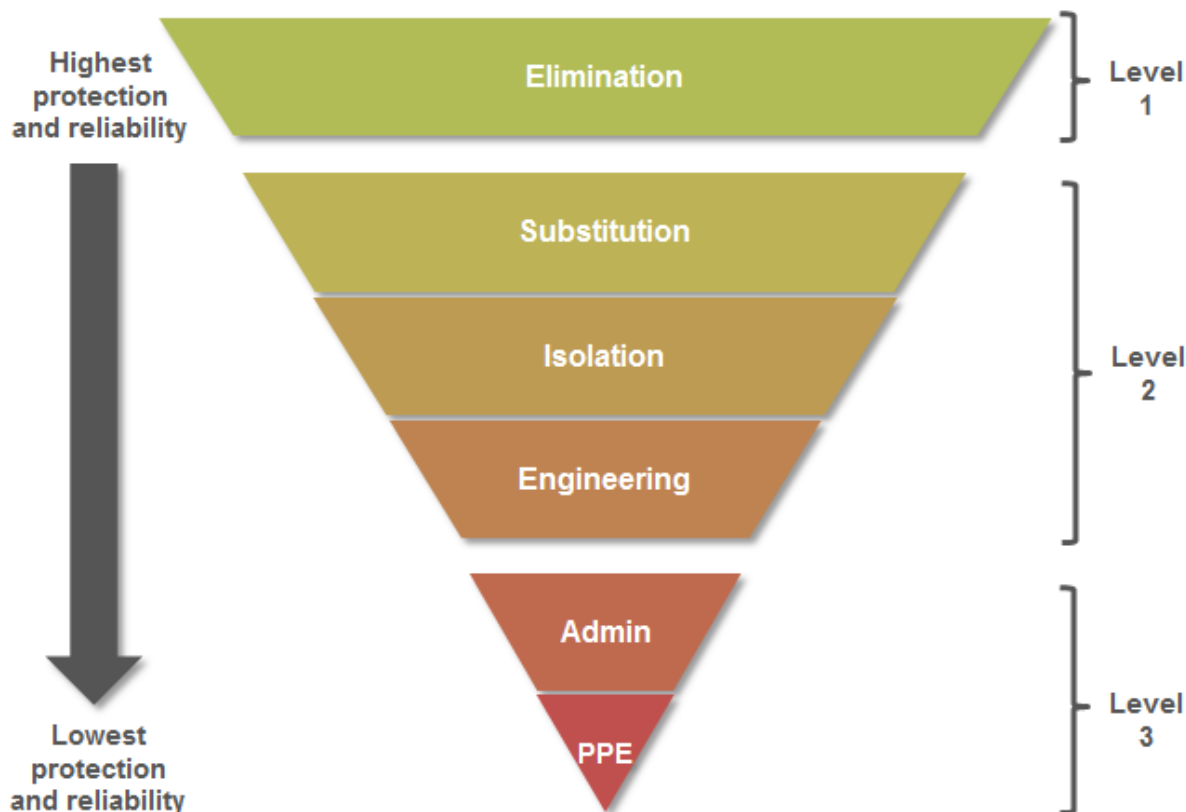 Highest
protection
and reliability
Elimination
Level
1
Substitution
Isolation
Engineering
Level
2
Admin
PPE
Level
3
Lowest
protection
and reliability